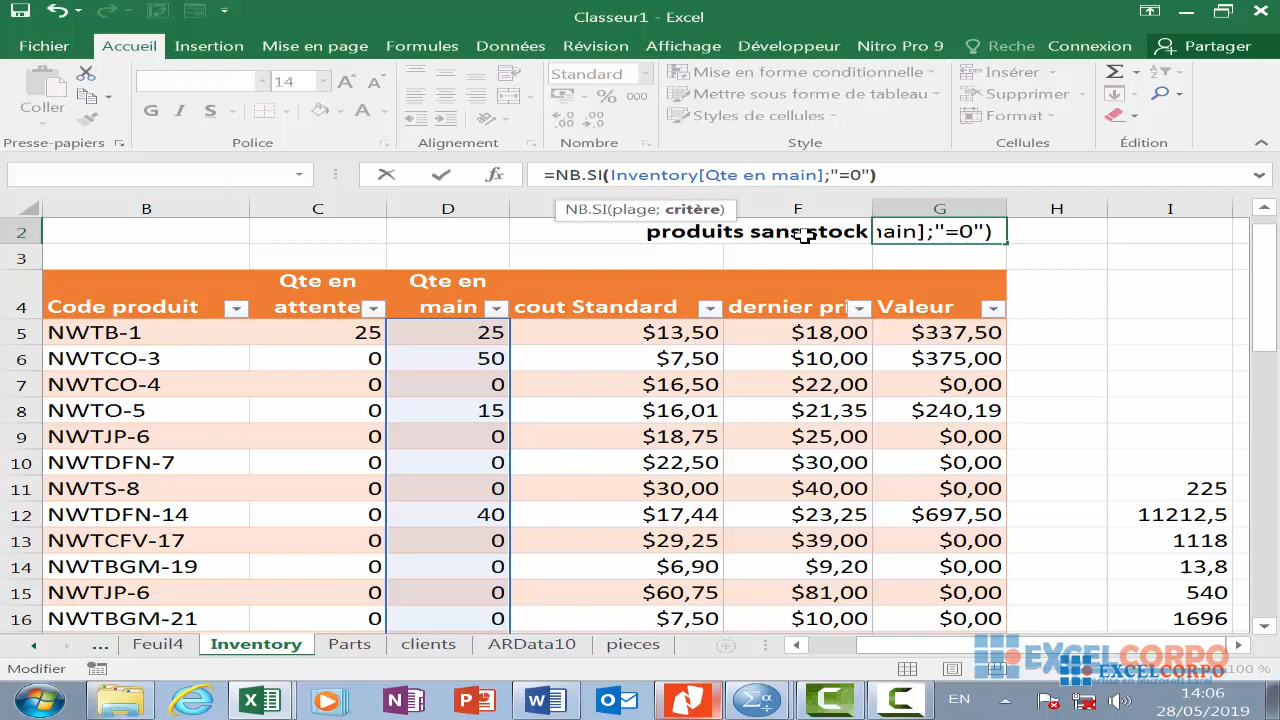 Classeur1 - Excel
Fichier Accueil Insertion Mise en page Formules Données Révision Affichage Développeur Nitro Pro 9 Reche Connexion Partager
Coller 14 Standard Mise en forme conditionnelle Insérer
G I S % 000 Mettre sous forme de tableau Supprimer
Styles de cellules Format
Presse-papiers Police Alignement Nombre Style Cellules Édition
=NB.SI(Inventory[Qte en main];"=0")
NB.SI(plage; critère)
B C D F G H I
2 produits sans stock main];"=0")
3
4 Code produit Qte en attente Qte en main cout Standard dernier pri Valeur
5 NWTB-1 25 25 $13,50 $18,00 $337,50
6 NWTCO-3 0 50 $7,50 $10,00 $375,00
7 NWTCO-4 0 0 $16,50 $22,00 $0,00
8 NWTO-5 0 15 $16,01 $21,35 $240,19
9 NWTJP-6 0 0 $18,75 $25,00 $0,00
10 NWTDFN-7 0 0 $22,50 $30,00 $0,00
11 NWTS-8 0 0 $30,00 $40,00 $0,00 225
12 NWTDFN-14 0 40 $17,44 $23,25 $697,50 11212,5
13 NWTCFV-17 0 0 $29,25 $39,00 $0,00 1118
14 NWTBGM-19 0 0 $6,90 $9,20 $0,00 13,8
15 NWTJP-6 0 0 $60,75 $81,00 $0,00 540
16 NWTBGM-21 0 0 $7,50 $10,00 $0,00 1696
... Feuil4 Inventory Parts clients ARData10 pieces
EXCELCORPO
Modifier EXCELCORPO 100 %
EN 14:06
28/05/2019